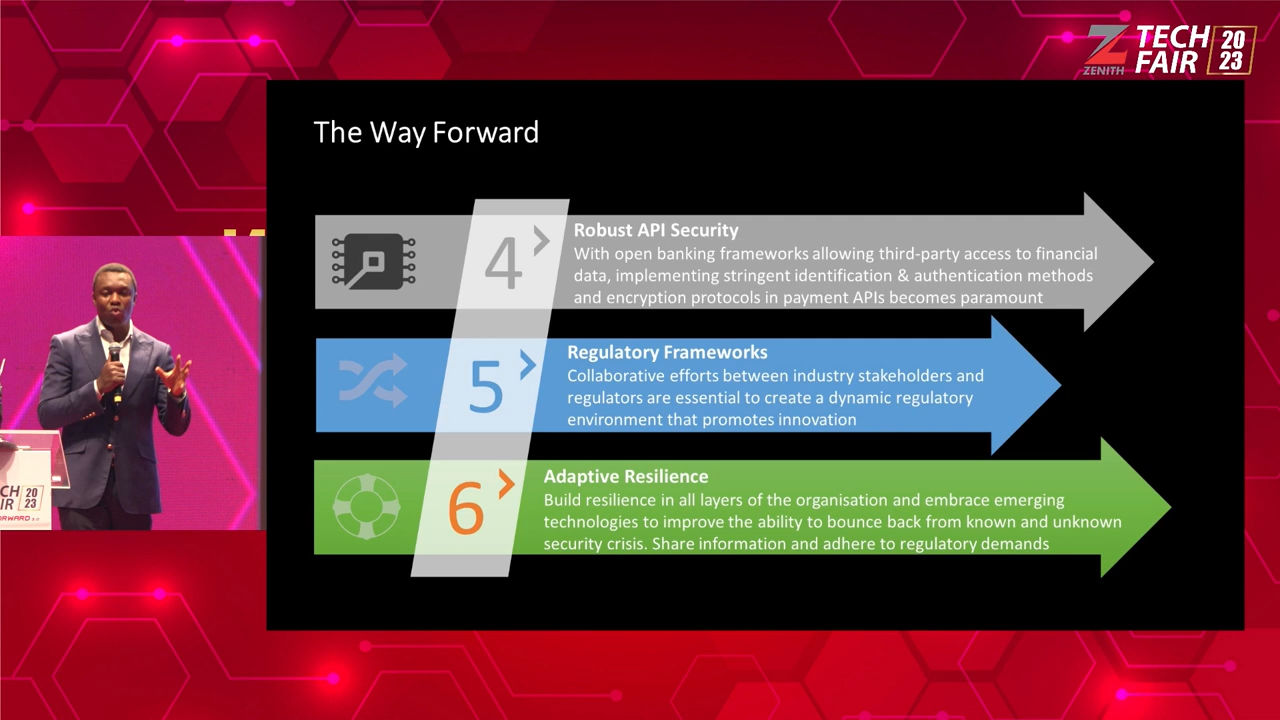 ZENITH
TECH
FAIR
20
23
The Way Forward
4
Robust API Security
With open banking frameworks allowing third-party access to financial
data, implementing stringent identification & authentication methods
and encryption protocols in payment APIs becomes paramount
5
Regulatory Frameworks
Collaborative efforts between industry stakeholders and
regulators are essential to create a dynamic regulatory
environment that promotes innovation
6
Adaptive Resilience
Build resilience in all layers of the organisation and embrace emerging
technologies to improve the ability to bounce back from known and unknown
security crisis. Share information and adhere to regulatory demands
CH
IR
20
23